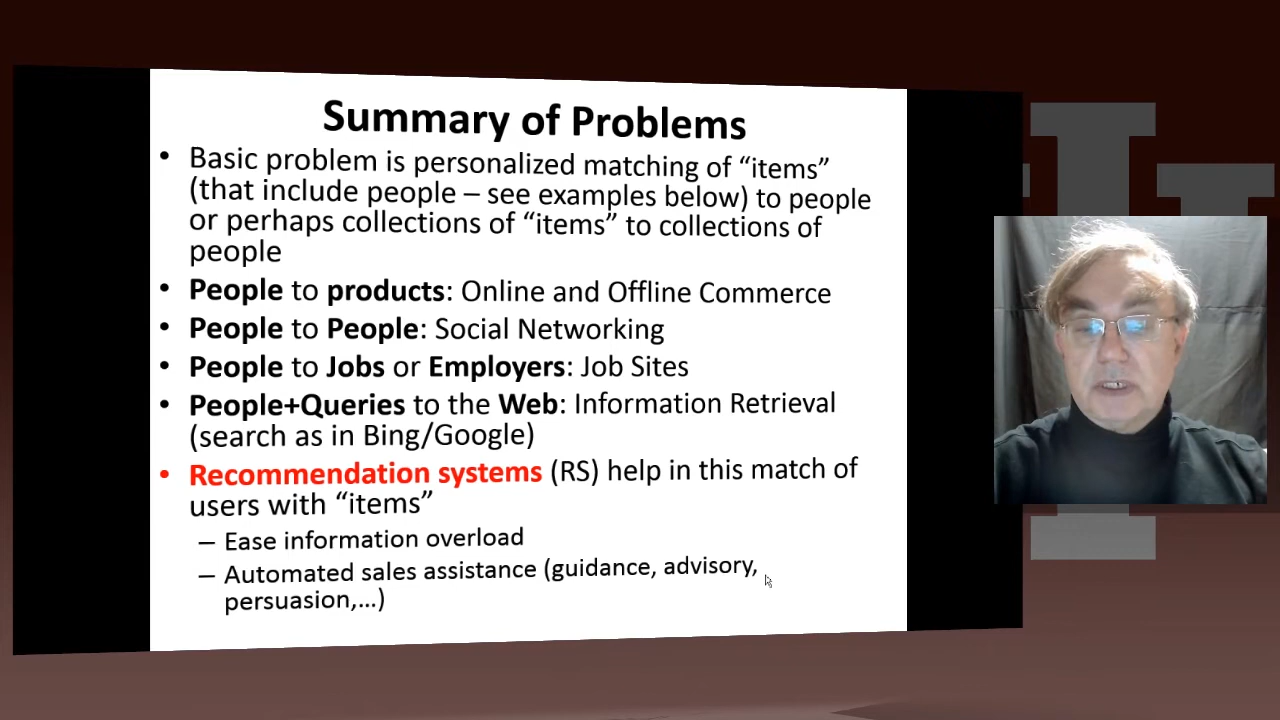 Summary of Problems
• Basic problem is personalized matching of “items”
(that include people – see examples below) to people
or perhaps collections of “items” to collections of
people
• People to products: Online and Offline Commerce
• People to People: Social Networking
• People to Jobs or Employers: Job Sites
• People+Queries to the Web: Information Retrieval
(search as in Bing/Google)
• Recommendation systems (RS) help in this match of
users with “items”
– Ease information overload
– Automated sales assistance (guidance, advisory,
persuasion,…)